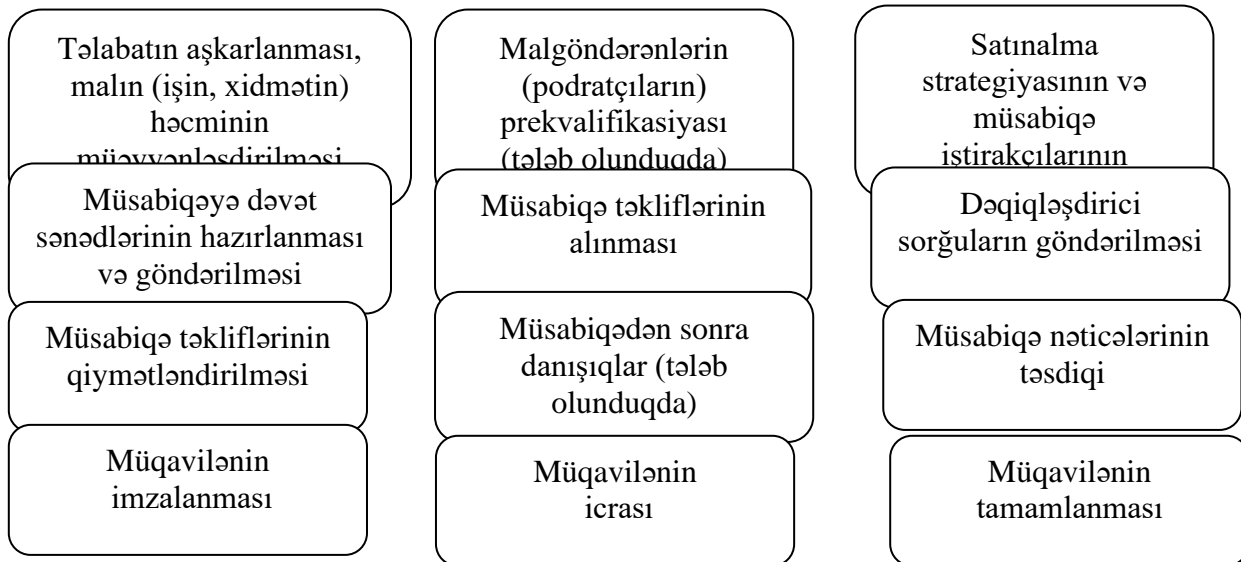 Təlabatın aşkarlanması,
malın (işin, xidmətin)
həcminin
müəyyənləşdirilməsi
Malgöndərənlərin
(podratçıların)
prekvalifikasiyası
(tələb olunduqda)
Satınalma
strategiyasının və
müsabiqə
iştirakçılarının
Müsabiqəyə dəvət
sənədlərinin hazırlanması
və göndərilməsi
Müsabiqə təkliflərinin
alınması
Dəqiqləşdirici
sorğuların göndərilməsi
Müsabiqə təkliflərinin
qiymətləndirilməsi
Müsabiqədən sonra
danışıqlar (tələb
olunduqda)
Müsabiqə nəticələrinin
təsdiqi
Müqavilənin
imzalanması
Müqavilənin
icrası
Müqavilənin
tamamlanması